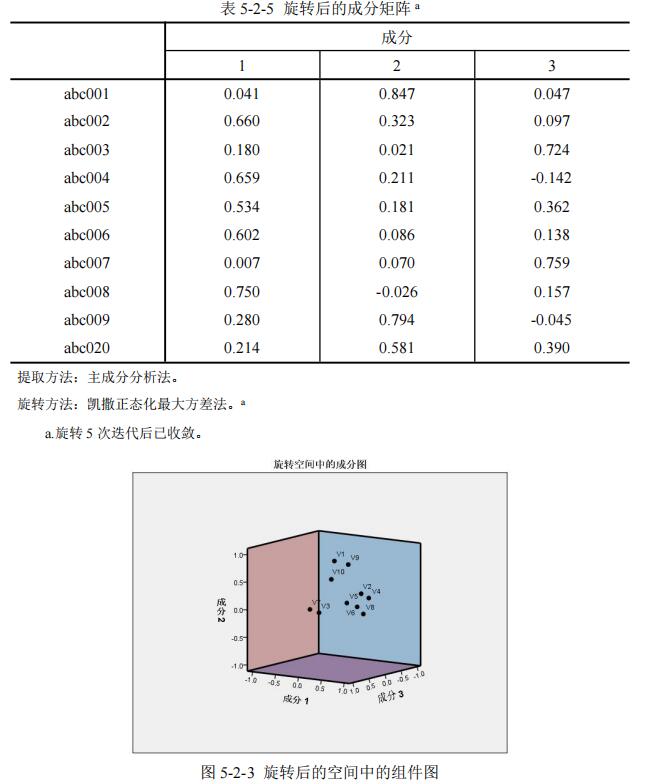 表 5-2-5 旋转后的成分矩阵 a
成分
1 2 3
abc001 0.041 0.847 0.047
abc002 0.660 0.323 0.097
abc003 0.180 0.021 0.724
abc004 0.659 0.211 -0.142
abc005 0.534 0.181 0.362
abc006 0.602 0.086 0.138
abc007 0.007 0.070 0.759
abc008 0.750 -0.026 0.157
abc009 0.280 0.794 -0.045
abc020 0.214 0.581 0.390
提取方法：主成分分析法。
旋转方法：凯撒正态化最大方差法。a
a.旋转 5 次迭代后已收敛。
旋转空间中的成分图
V1
V9
V10
V2
V4
V5
V8
V6
V7
V3
1.0
0.5
0.0
-0.5
-1.0
成分 2
-1.0 -0.5 0.0 0.5 1.0
成分 1
1.0 0.5 0.0 -0.5 -1.0
成分 3
图 5-2-3 旋转后的空间中的组件图